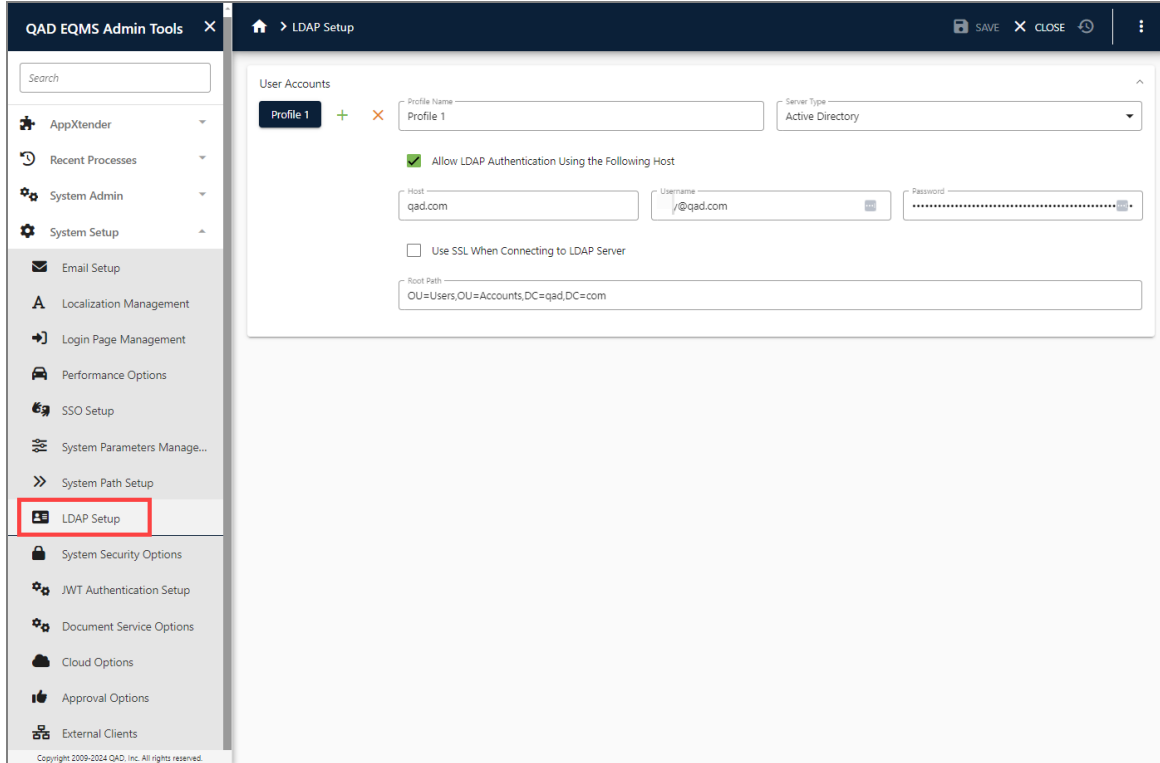 QAD EQMS Admin Tools
LDAP Setup
SAVE
CLOSE
Search
AppXtender
Recent Processes
System Admin
System Setup
Email Setup
Localization Management
Login Page Management
Performance Options
SSO Setup
System Parameters Manage...
System Path Setup
LDAP Setup
System Security Options
JWT Authentication Setup
Document Service Options
Cloud Options
Approval Options
External Clients
Copyright 2009-2024 QAD, Inc. All rights reserved.
User Accounts
Profile 1
Profile Name
Profile 1
Server Type
Active Directory
Allow LDAP Authentication Using the Following Host
Host
qad.com
Username
y@qad.com
Password
Use SSL When Connecting to LDAP Server
Root Path
OU=Users,OU=Accounts,DC=qad,DC=com